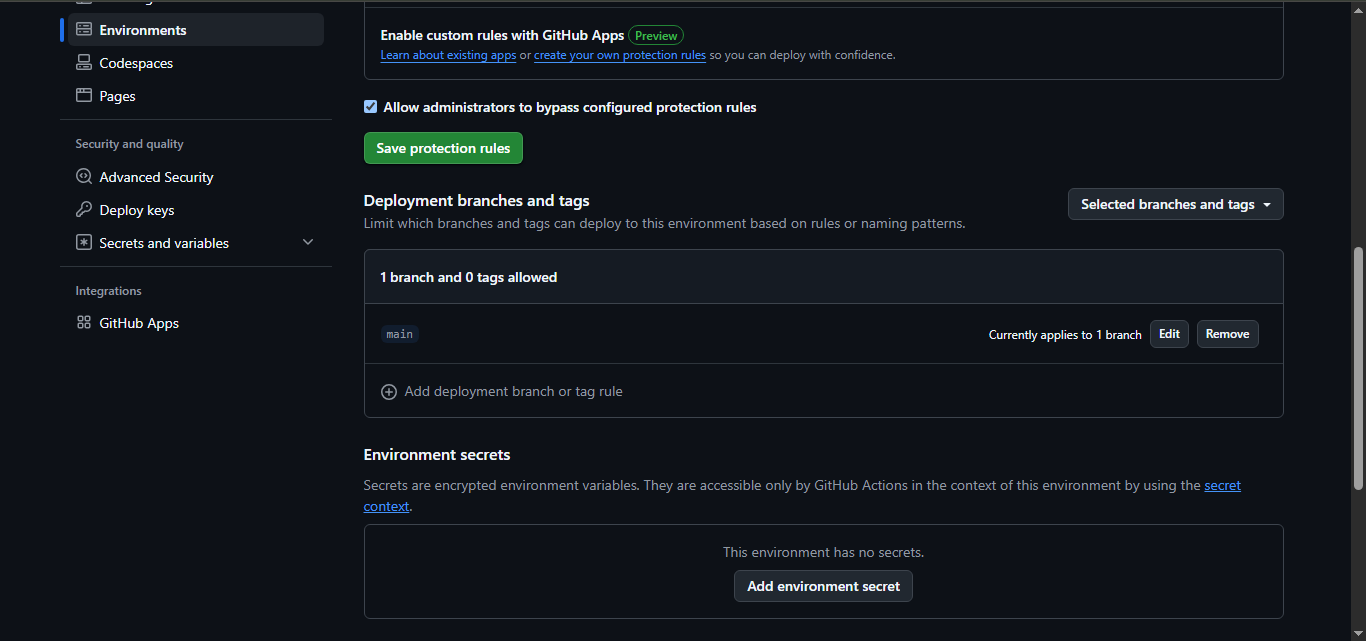 Environments
Codespaces
Pages
Security and quality
Advanced Security
Deploy keys
Secrets and variables
Integrations
GitHub Apps
Enable custom rules with GitHub Apps Preview
Learn about existing apps or create your own protection rules so you can deploy with confidence.
Allow administrators to bypass configured protection rules
Save protection rules
Deployment branches and tags
Limit which branches and tags can deploy to this environment based on rules or naming patterns.
Selected branches and tags
1 branch and 0 tags allowed
main
Currently applies to 1 branch
Edit
Remove
Add deployment branch or tag rule
Environment secrets
Secrets are encrypted environment variables. They are accessible only by GitHub Actions in the context of this environment by using the secret
context.
This environment has no secrets.
Add environment secret